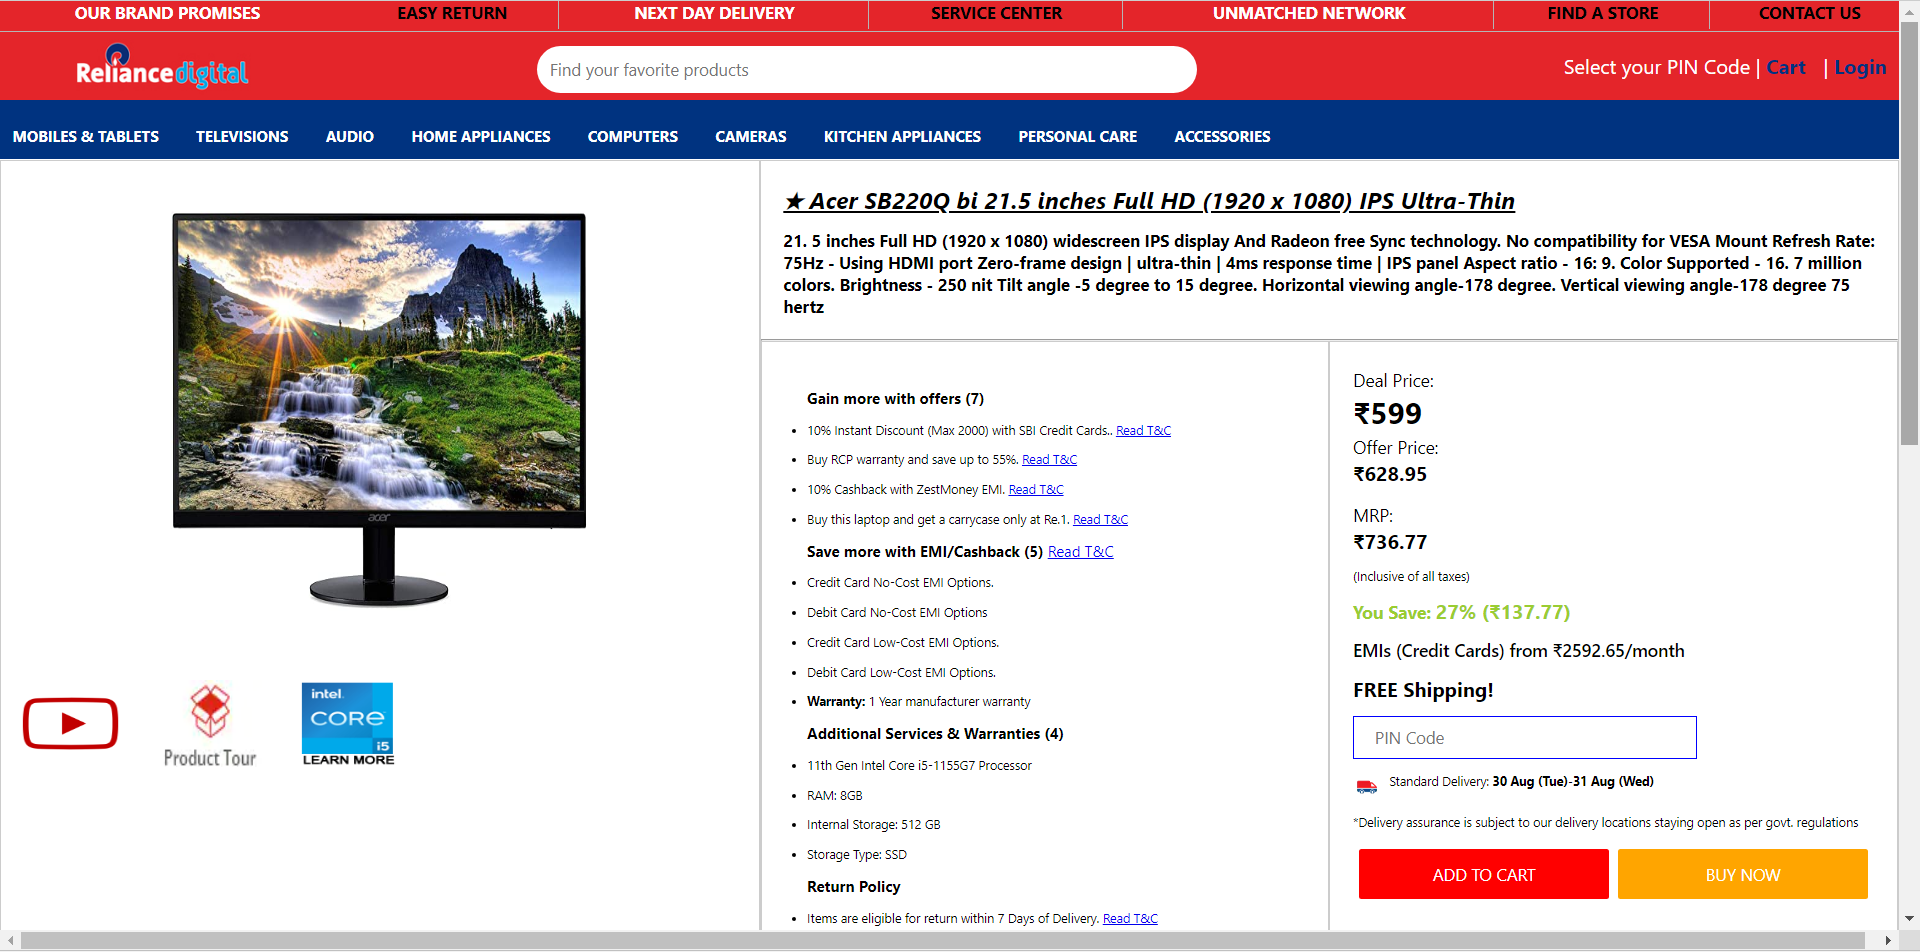 OUR BRAND PROMISES EASY RETURN NEXT DAY DELIVERY SERVICE CENTER UNMATCHED NETWORK FIND A STORE CONTACT US
Reliance digital
Find your favorite products
Select your PIN Code | Cart | Login
MOBILES & TABLETS TELEVISIONS AUDIO HOME APPLIANCES COMPUTERS CAMERAS KITCHEN APPLIANCES PERSONAL CARE ACCESSORIES
acer
Product Tour
intel.
CORE
i5
LEARN MORE
★ Acer SB220Q bi 21.5 inches Full HD (1920 x 1080) IPS Ultra-Thin
21. 5 inches Full HD (1920 x 1080) widescreen IPS display And Radeon free Sync technology. No compatibility for VESA Mount Refresh Rate:
75Hz - Using HDMI port Zero-frame design | ultra-thin | 4ms response time | IPS panel Aspect ratio - 16: 9. Color Supported - 16. 7 million
colors. Brightness - 250 nit Tilt angle -5 degree to 15 degree. Horizontal viewing angle-178 degree. Vertical viewing angle-178 degree 75
hertz
Gain more with offers (7)
• 10% Instant Discount (Max 2000) with SBI Credit Cards.. Read T&C
• Buy RCP warranty and save up to 55%. Read T&C
• 10% Cashback with ZestMoney EMI. Read T&C
• Buy this laptop and get a carrycase only at Re.1. Read T&C
Save more with EMI/Cashback (5) Read T&C
• Credit Card No-Cost EMI Options.
• Debit Card No-Cost EMI Options
• Credit Card Low-Cost EMI Options.
• Debit Card Low-Cost EMI Options.
• Warranty: 1 Year manufacturer warranty
Additional Services & Warranties (4)
• 11th Gen Intel Core i5-1155G7 Processor
• RAM: 8GB
• Internal Storage: 512 GB
• Storage Type: SSD
Return Policy
• Items are eligible for return within 7 Days of Delivery. Read T&C
Deal Price:
₹599
Offer Price:
₹628.95
MRP:
₹736.77
(Inclusive of all taxes)
You Save: 27% (₹137.77)
EMIs (Credit Cards) from ₹2592.65/month
FREE Shipping!
PIN Code
Standard Delivery: 30 Aug (Tue)-31 Aug (Wed)
*Delivery assurance is subject to our delivery locations staying open as per govt. regulations
ADD TO CART BUY NOW